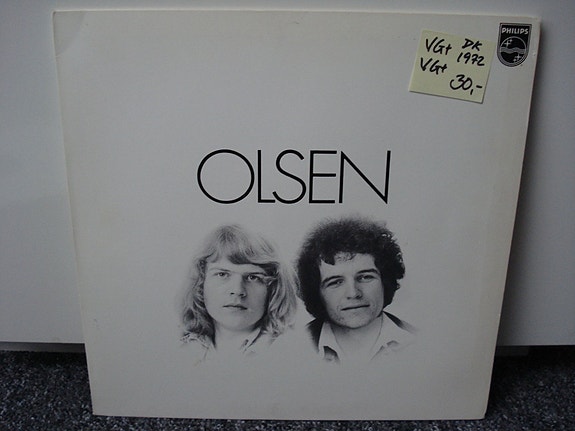 PHILIPS
VG+ DK
VG+ 1972
30,-
OLSEN